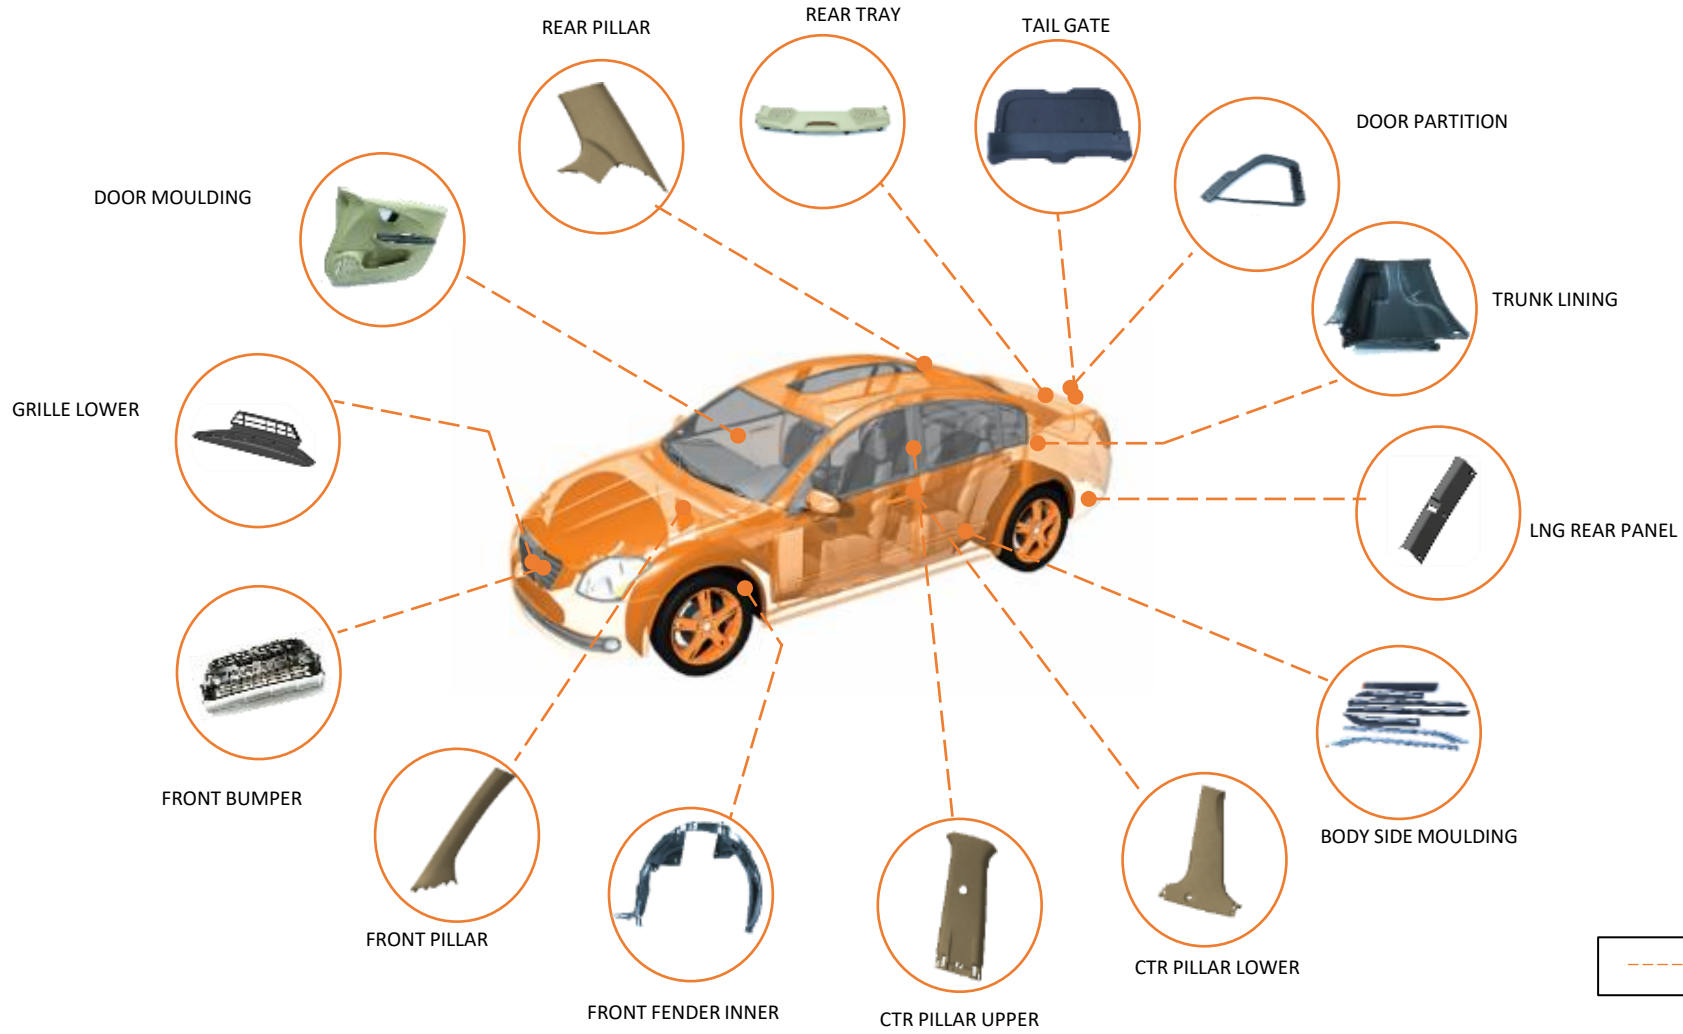 REAR TRAY
REAR PILLAR
TAIL GATE
DOOR PARTITION
DOOR MOULDING
TRUNK LINING
GRILLE LOWER
LNG REAR PANEL
FRONT BUMPER
BODY SIDE MOULDING
FRONT PILLAR
CTR PILLAR LOWER
FRONT FENDER INNER
CTR PILLAR UPPER